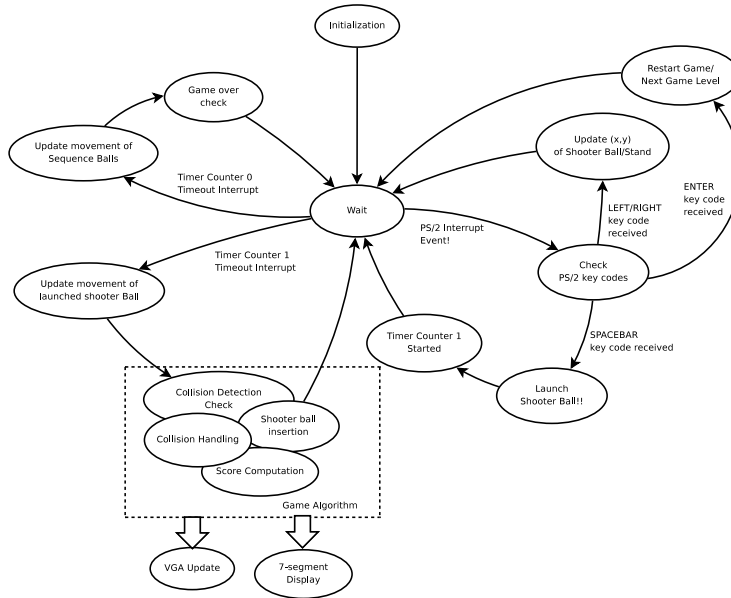 Initialization
Restart Game/
Next Game Level
Game over
check
Update movement of
Sequence Balls
Update (x,y)
of Shooter Ball/Stand
Timer Counter 0
Timeout Interrupt
ENTER
key code
received
Wait
LEFT/RIGHT
key code
received
PS/2 Interrupt
Event!
Timer Counter 1
Timeout Interrupt
Check
PS/2 key codes
Update movement of
launched shooter Ball
Timer Counter 1
Started
SPACEBAR
key code received
Launch
Shooter Ball!!
Collision Detection
Check
Shooter ball
insertion
Collision Handling
Score Computation
Game Algorithm
VGA Update
7-segment
Display